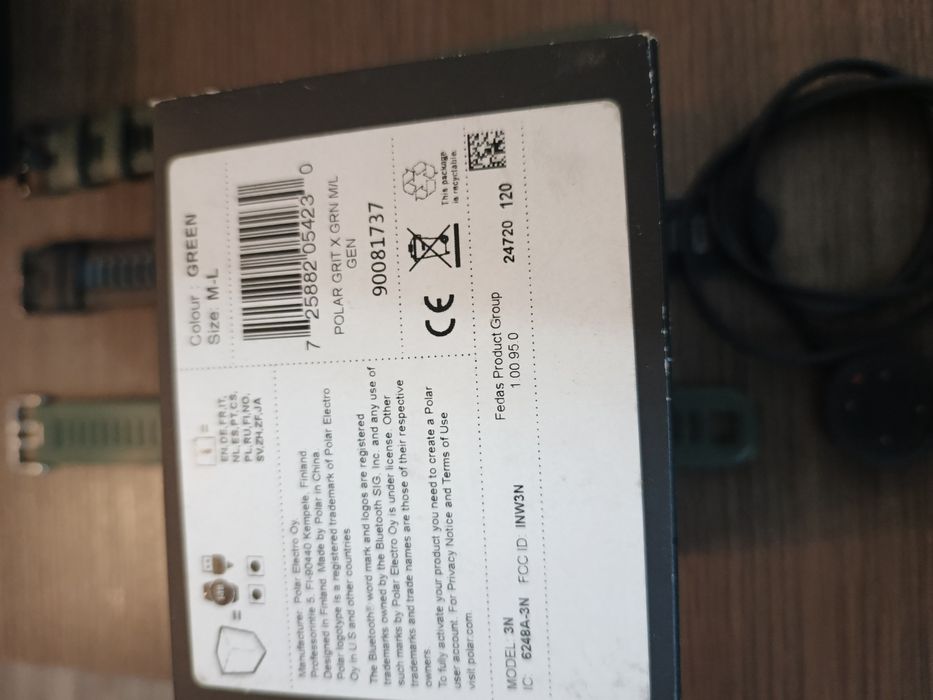 EN,DE,FR,IT,
NL,ES,PT,CS,
PL,RU,FI,NO,
SV,ZH,ZF,JA
Colour : GREEN
Size : M-L
7 25882 05423 0
POLAR GRIT X GRN M/L
GEN
90081737
Manufacturer: Polar Electro Oy,
Professorintie 5, FI-90440 Kempele, Finland
Designed in Finland. Made by Polar in China
Polar logotype is a registered trademark of Polar Electro
Oy in U S and other countries
The Bluetooth® word mark and logos are registered
trademarks owned by the Bluetooth SIG, Inc. and any use of
such marks by Polar Electro Oy is under license. Other
trademarks and trade names are those of their respective
owners.
To fully activate your product you need to create a Polar
user account. For Privacy Notice and Terms of Use
visit polar.com
CE
This package
is recyclable.
MODEL 3N
IC: 6248A-3N FCC ID : INW3N
Fedas Product Group
1 00 95.0
24720 120